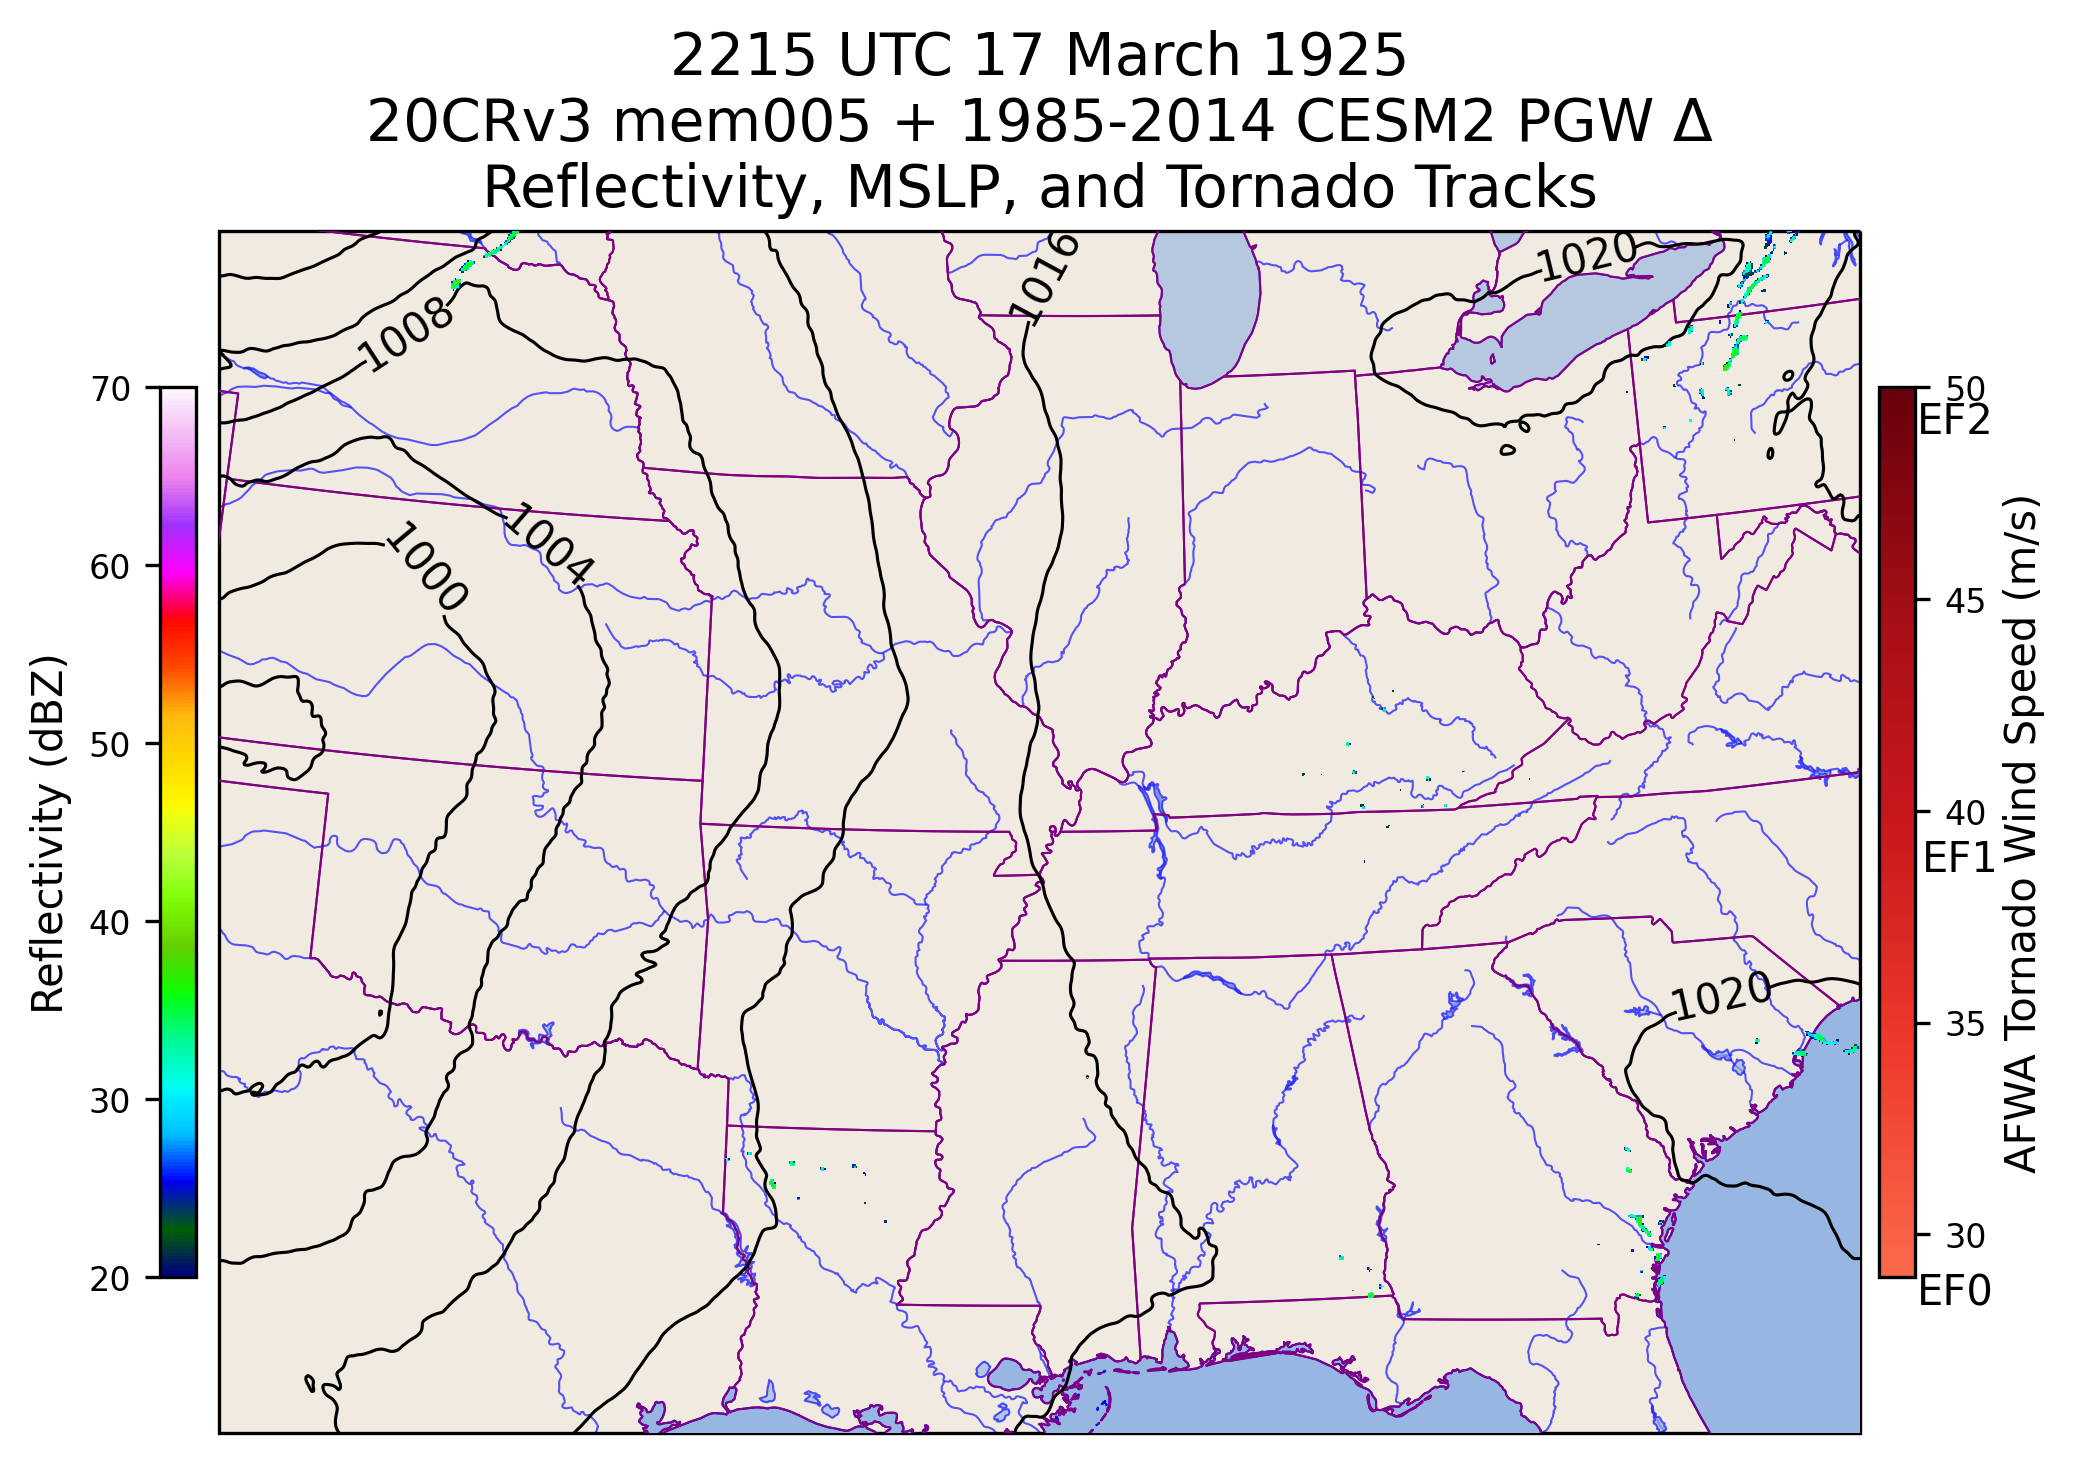 2215 UTC 17 March 1925
20CRv3 mem005 + 1985-2014 CESM2 PGW Δ
Reflectivity, MSLP, and Tornado Tracks
1016
1020
1008
1004
1000
1020
70
60
50
40
30
20
Reflectivity (dBZ)
50
EF2
45
40
EF1
35
30
EF0
AFWA Tornado Wind Speed (m/s)